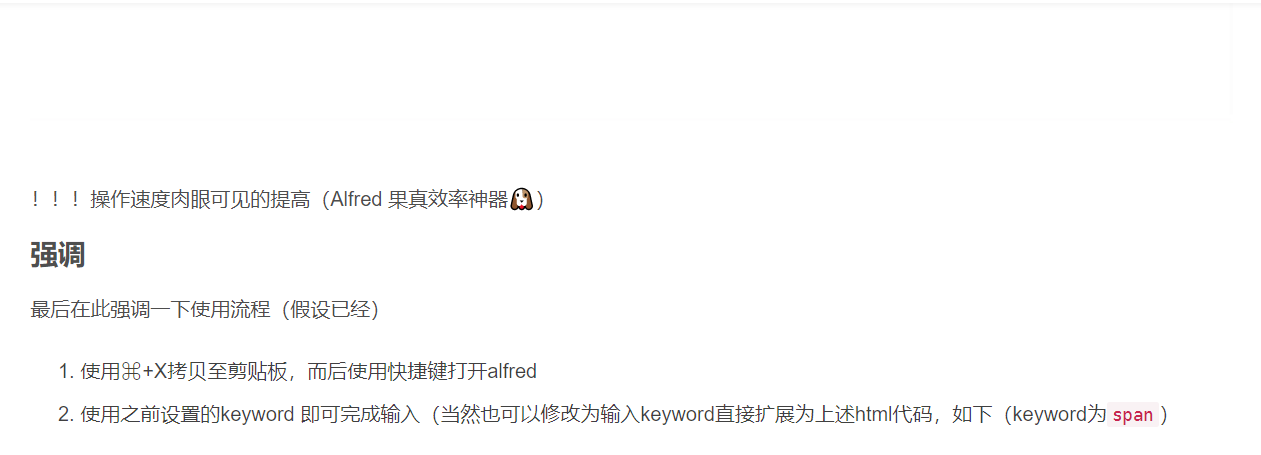 ！！！操作速度肉眼可见的提高（Alfred 果真效率神器🐶）
强调
最后在此强调一下使用流程（假设已经）
1. 使用⌘+X拷贝至剪贴板，而后使用快捷键打开alfred
2. 使用之前设置的keyword 即可完成输入（当然也可以修改为输入keyword直接扩展为上述html代码，如下（keyword为span）